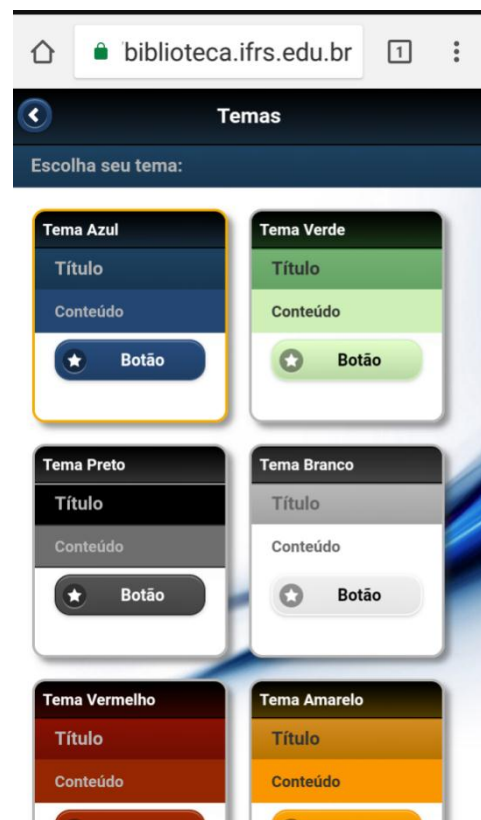 biblioteca.ifrs.edu.br
1
Temas
Escolha seu tema:
Tema Azul
Título
Conteúdo
Botão
Tema Verde
Título
Conteúdo
Botão
Tema Preto
Título
Conteúdo
Botão
Tema Branco
Título
Conteúdo
Botão
Tema Vermelho
Título
Conteúdo
Tema Amarelo
Título
Conteúdo